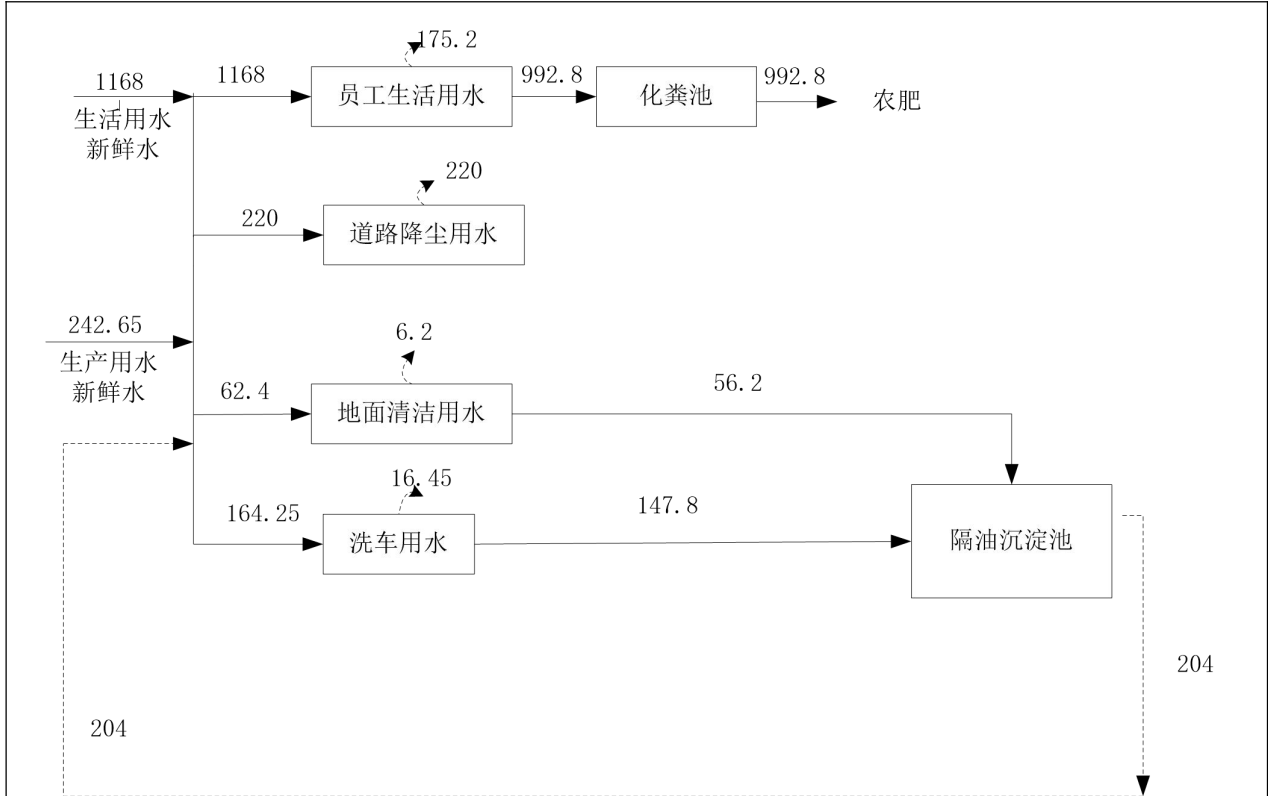 175.2
1168
1168
员工生活用水
992.8
化粪池
992.8
农肥
生活用水
新鲜水
220
220
道路降尘用水
242.65
生产用水
新鲜水
6.2
62.4
地面清洁用水
56.2
16.45
164.25
洗车用水
147.8
隔油沉淀池
204
204